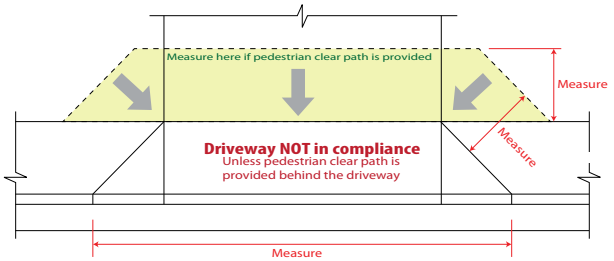 Measure here if pedestrian clear path is provided
Measure
Measure
Driveway NOT in compliance
Unless pedestrian clear path is
provided behind the driveway
Measure